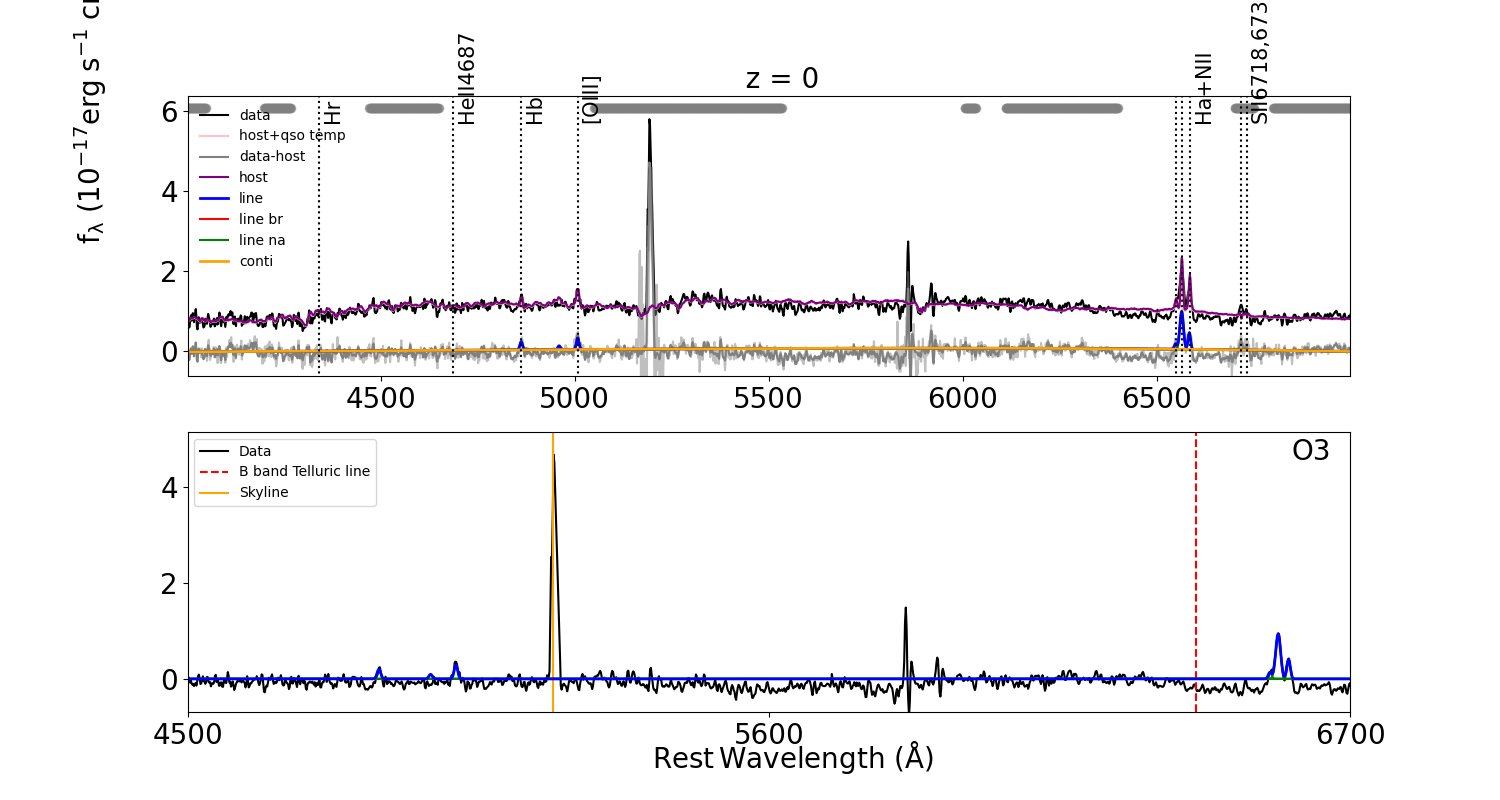 z = 0
f_λ (10^−17 erg s^−1
Hr
HeII4687
Hb
[OIII]
Ha+NII
SII6718,673
6
4
2
0
data
host+qso temp
data-host
host
line
line br
line na
conti
4500 5000 5500 6000 6500
O3
4
2
0
Data
B band Telluric line
Skyline
4500 5600 6700
Rest Wavelength (Å)